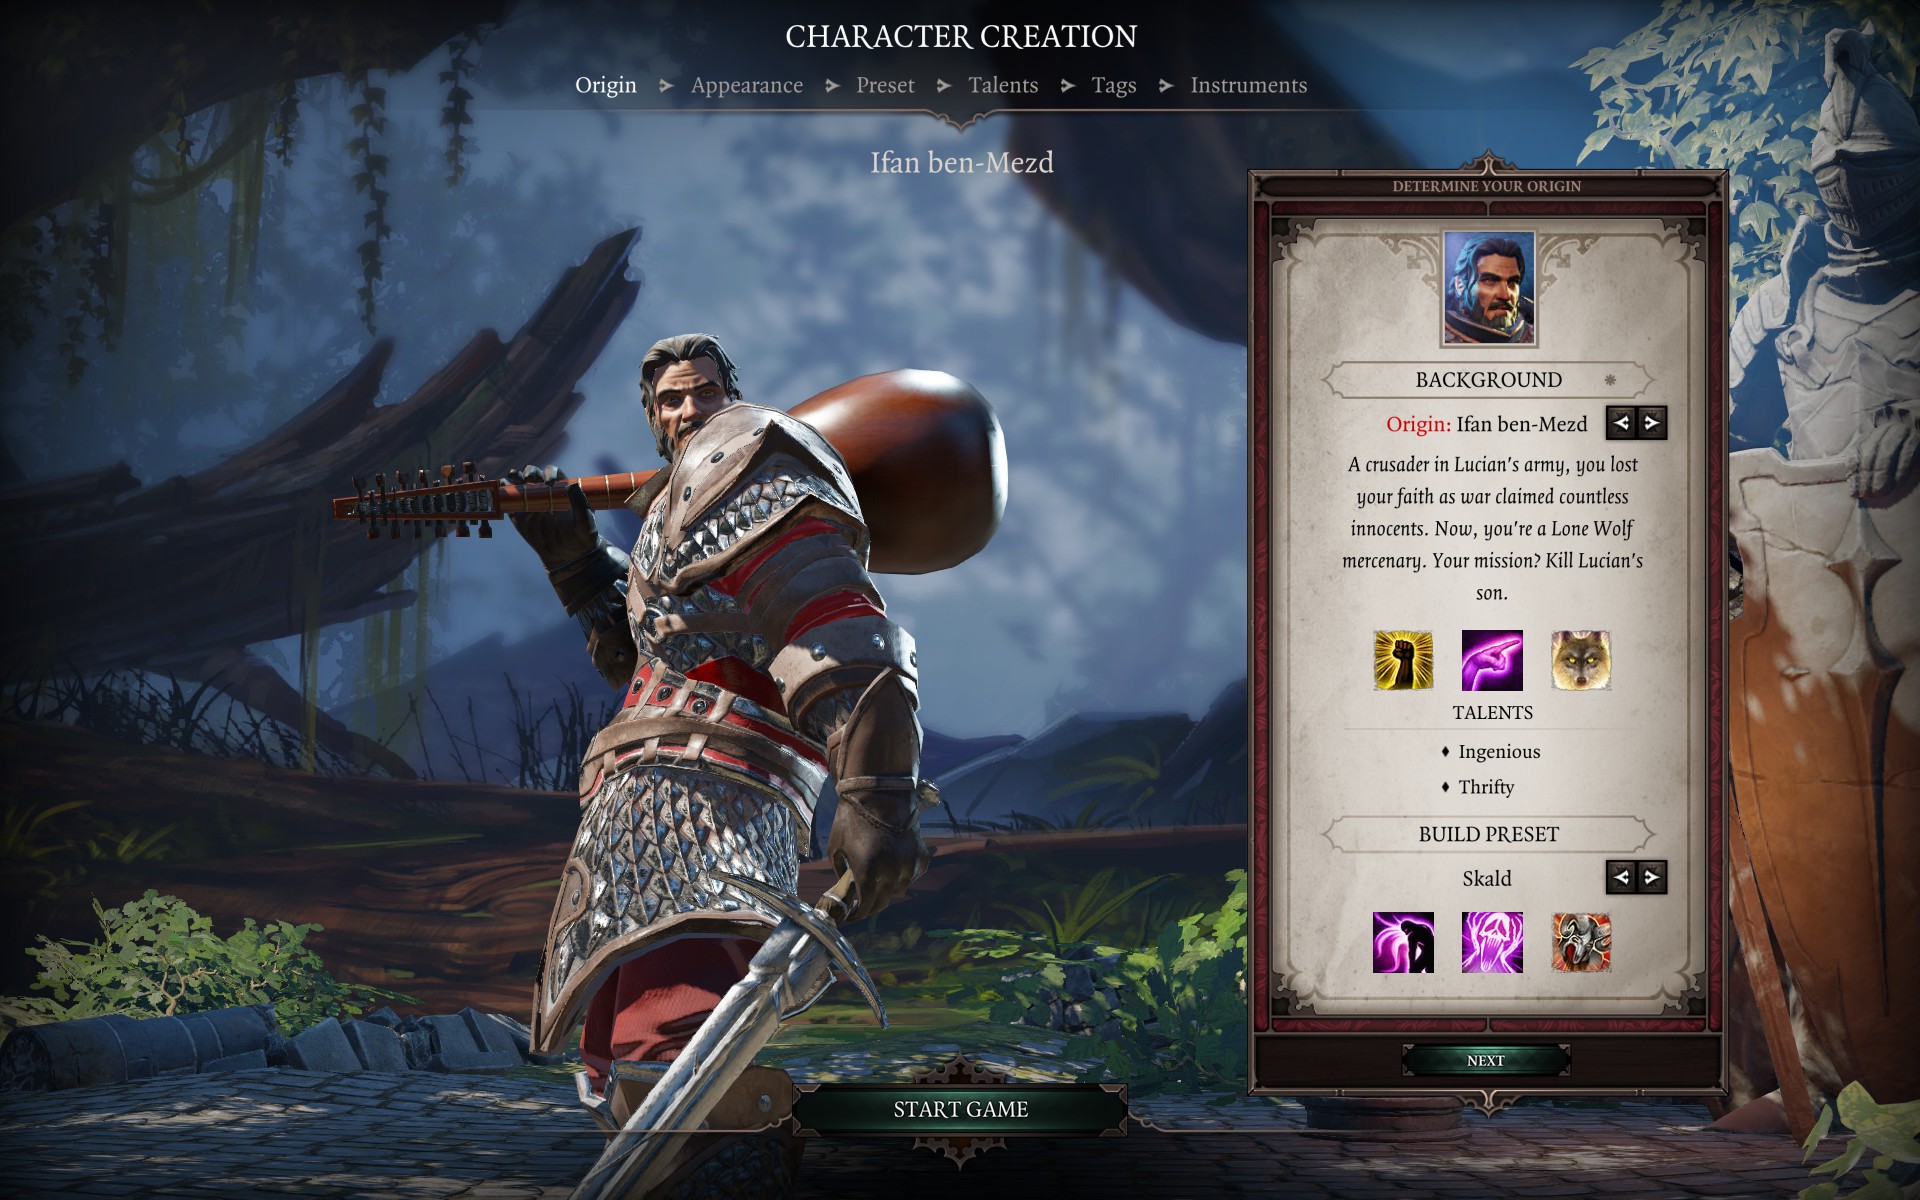 CHARACTER CREATION
Origin Appearance Preset Talents Tags Instruments
Ifan ben-Mezd
DETERMINE YOUR ORIGIN
BACKGROUND
Origin: Ifan ben-Mezd
A crusader in Lucian's army, you lost
your faith as war claimed countless
innocents. Now, you're a Lone Wolf
mercenary. Your mission? Kill Lucian's
son.
TALENTS
Ingenious
Thrifty
BUILD PRESET
Skald
NEXT
START GAME